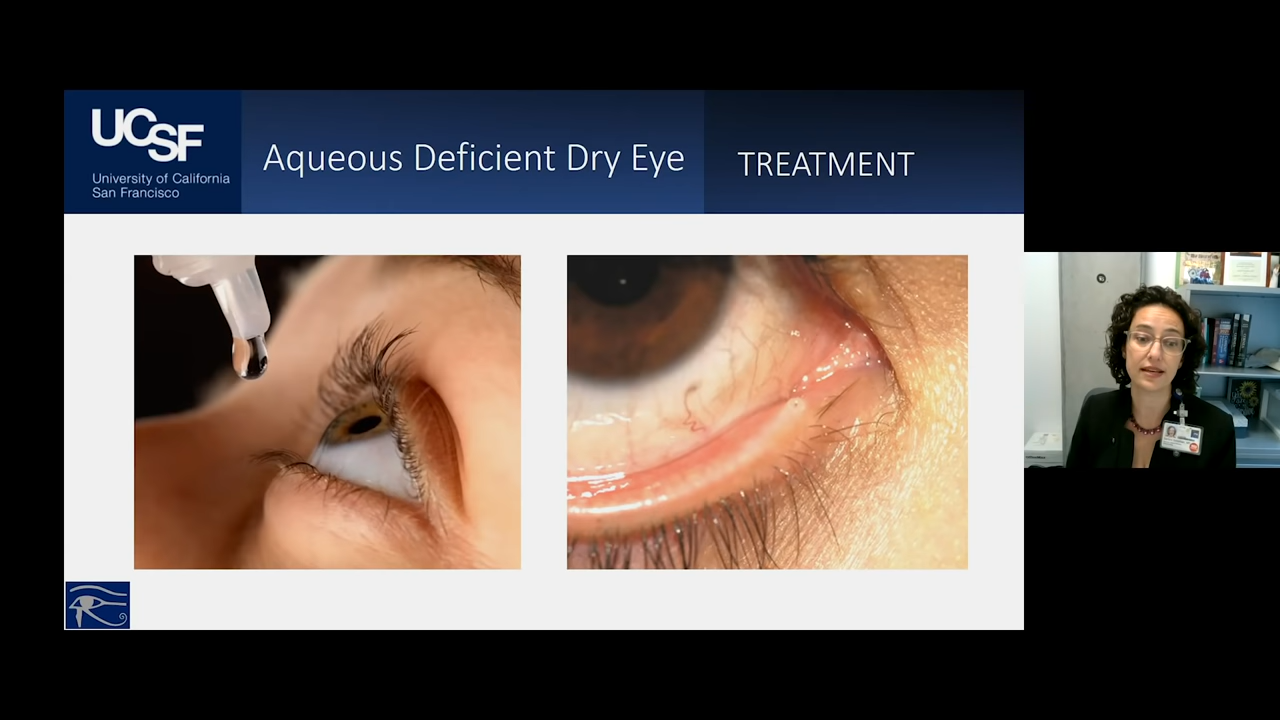 UCSF
University of California
San Francisco
Aqueous Deficient Dry Eye
TREATMENT